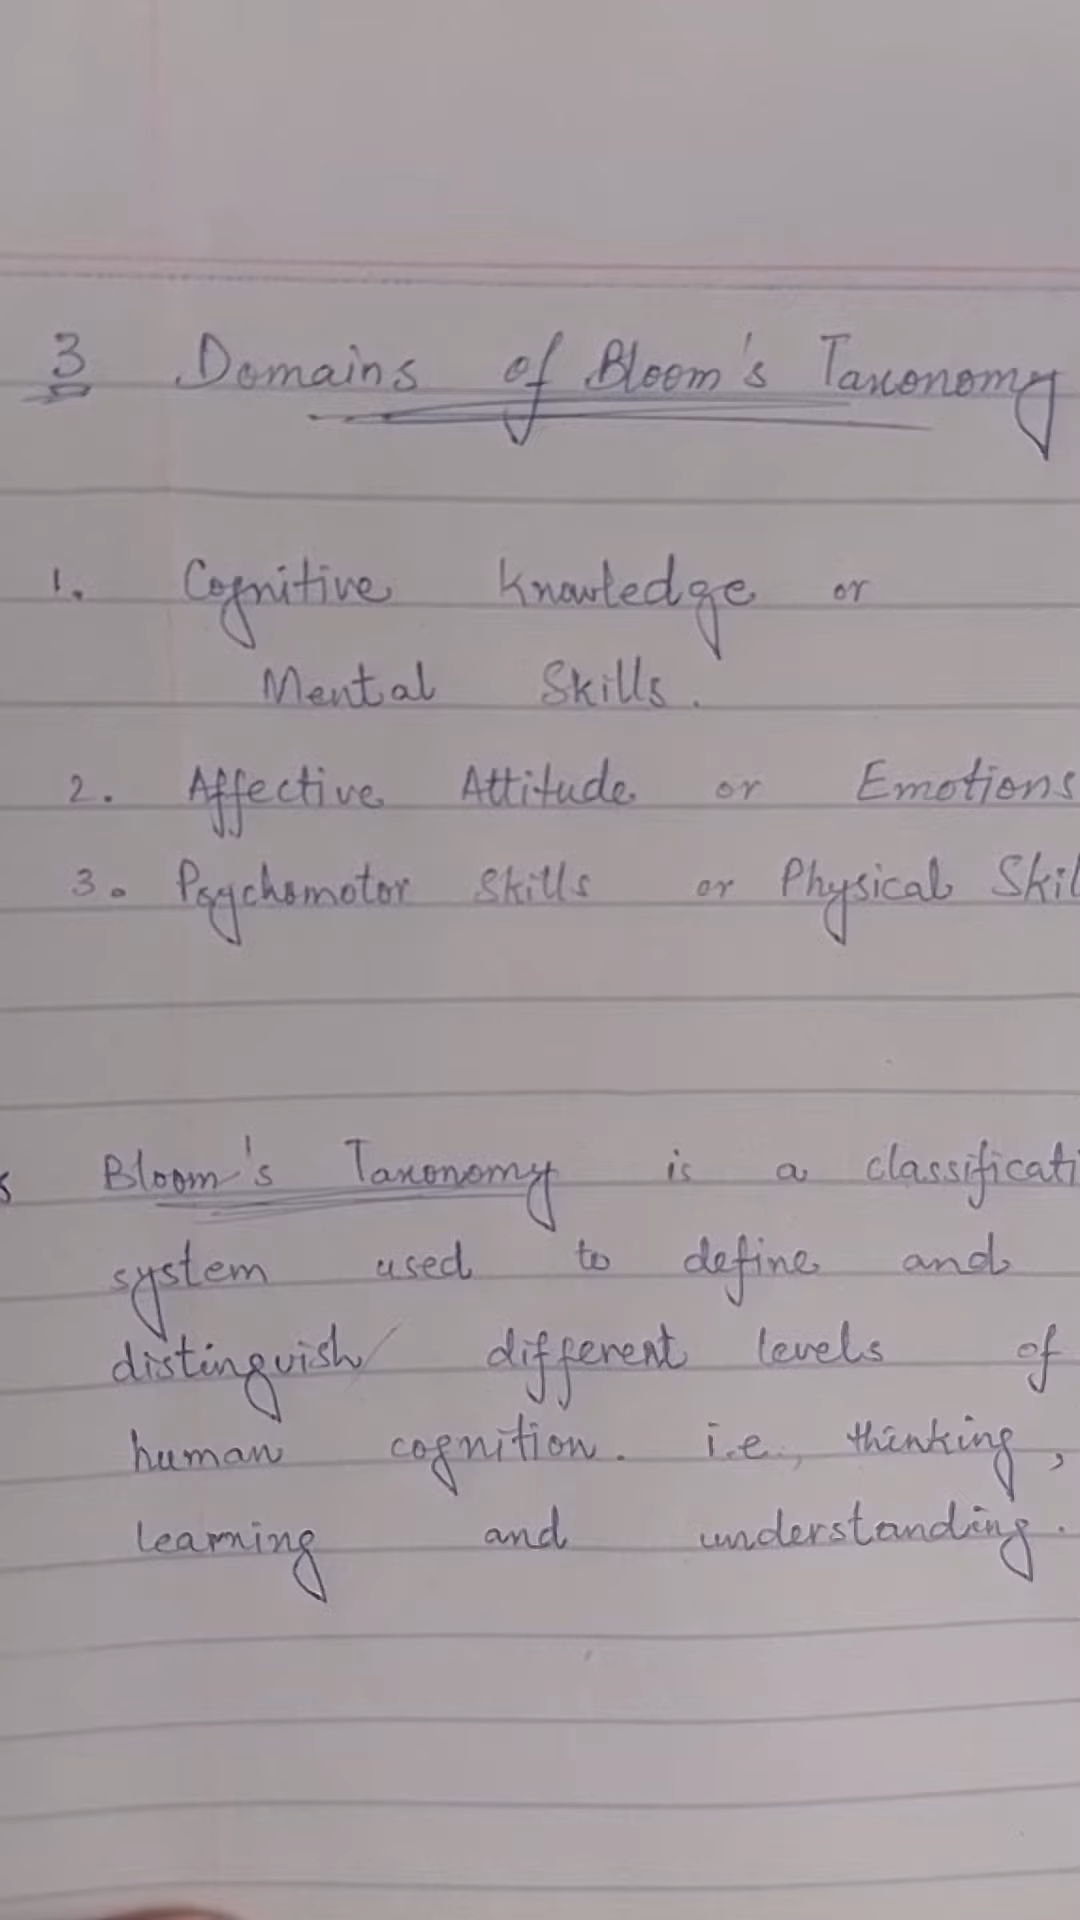 3 Domains of Bloom's Taxonomy
1. Cognitive Knowledge or
Mental Skills.
2. Affective Attitude or Emotions
3. Psychomotor Skills or Physical Skil
Bloom's Taxonomy is a classificati
system used to define and
distinguish different levels of
human cognition. i.e., thinking,
learning and understanding.